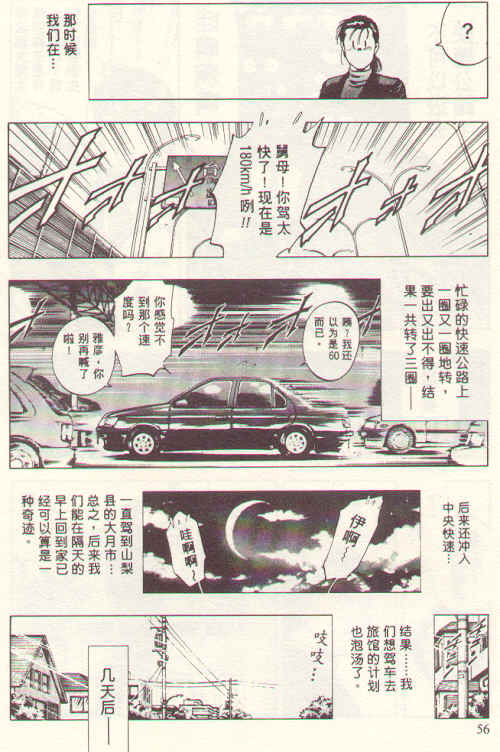 ？
那时候
我们在…
舅母！你驾太
快了！现在是
180km/h 咧!!
忙碌的快速公路上
一圈又一圈地转，
要出又出不得，结
果一共转了三圈——
咦？我还
以为是60
而已。
你感觉不
到那个速
度吗？
雅彦，你
别再喊了
啦！
后来还冲入
中央快速…
伊啊～
哇啊啊～
一直驾到山梨
县的大月市…
总之，后来我
们能在隔天的
早上回到家已
经可以算是一
种奇迹。
结果……我
们想驾车去
旅馆的计划
也泡汤了。
吱吱…
几天后——
56